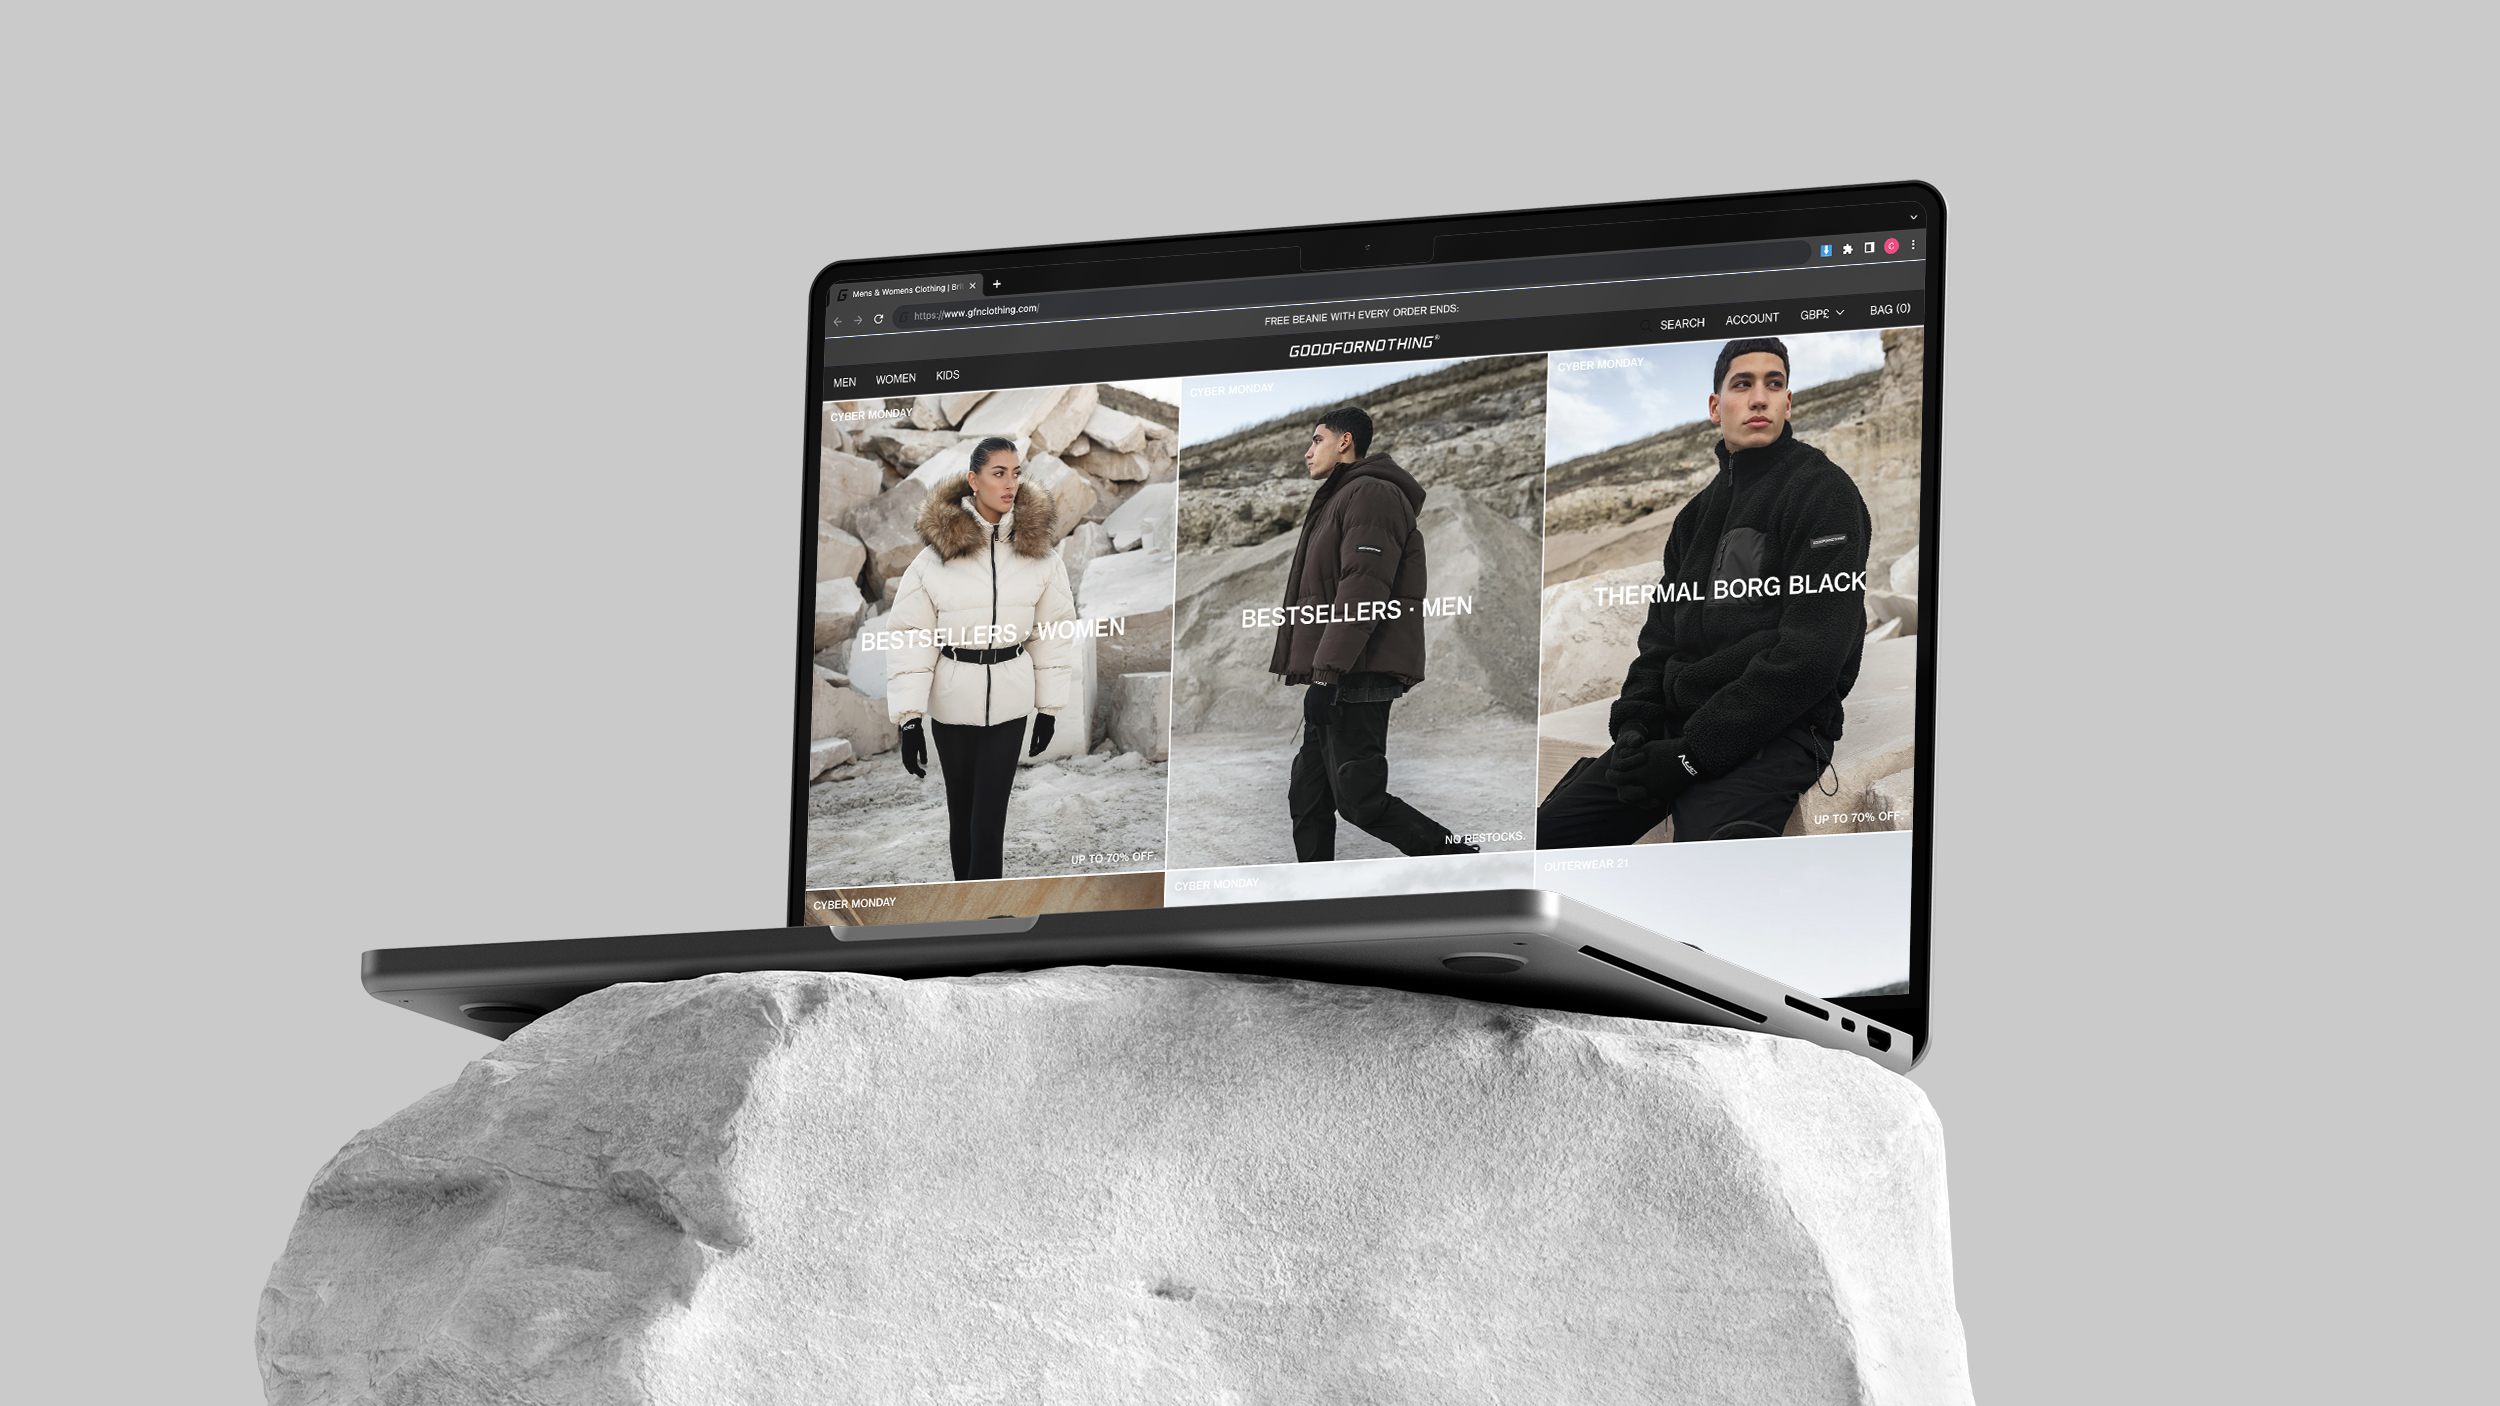 Mens & Womens Clothing | Bri
https://www.gfnclothing.com/
C
FREE BEANIE WITH EVERY ORDER ENDS:
MEN
WOMEN
KIDS
GOODFORNOTHING®
SEARCH
ACCOUNT
GBP£
BAG (0)
CYBER MONDAY
BESTSELLERS · WOMEN
UP TO 70% OFF.
CYBER MONDAY
BESTSELLERS · MEN
NO RESTOCKS.
CYBER MONDAY
THERMAL BORG BLACK
UP TO 70% OFF.
CYBER MONDAY
CYBER MONDAY
OUTERWEAR 21